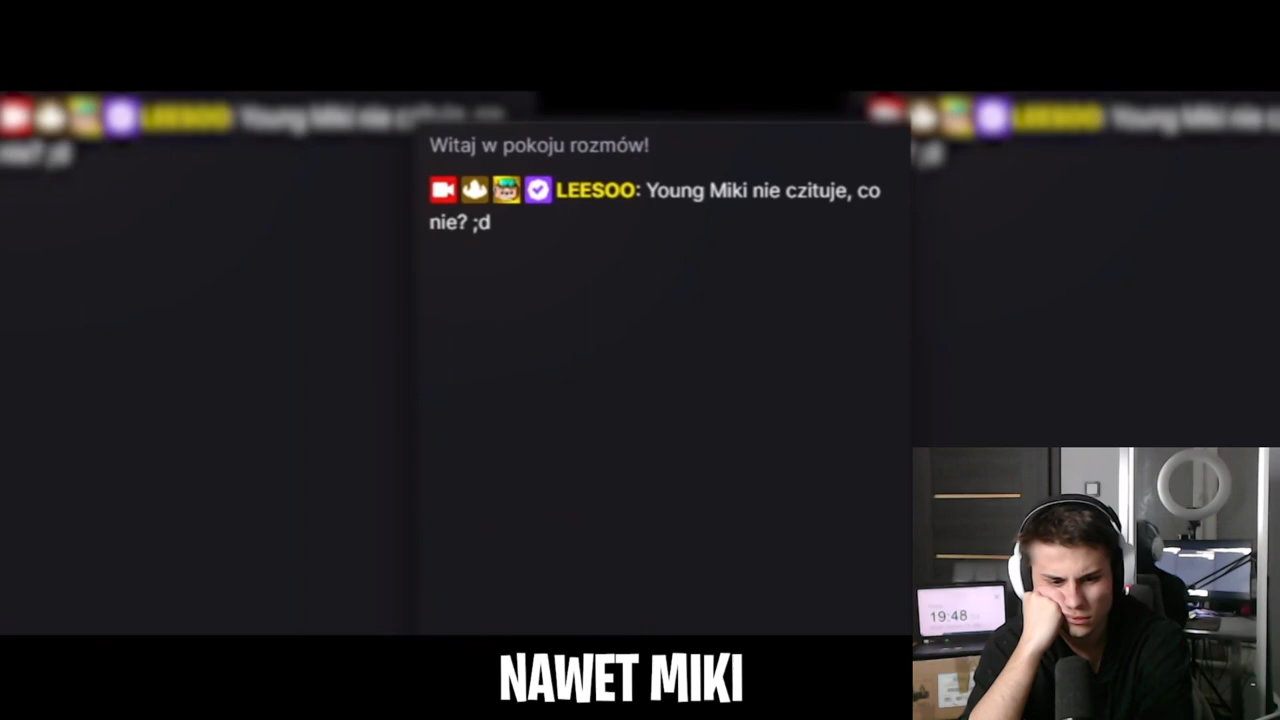 Witaj w pokoju rozmów!
LEESOO: Young Miki nie czituje, co
nie? ;d
19:48
NAWET MIKI